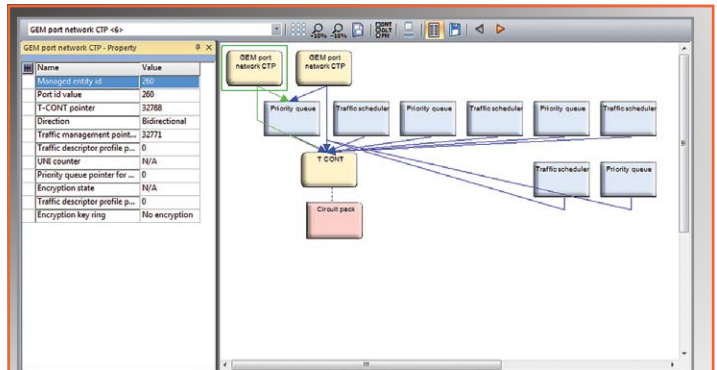 GEM port network CTP <6>
-10% -10%
ONT
OLT
OPM
GEM port network CTP - Property
Name Value
Managed entity id 260
Port id value 260
T-CONT pointer 32768
Direction Bidirectional
Traffic management point... 32771
Traffic descriptor profile p... 0
UNI counter N/A
Priority queue pointer for ... 0
Encryption state N/A
Traffic descriptor profile p... 0
Encryption key ring No encryption
GEM port
network CTP
GEM port
network CTP
Priority queue
Traffic scheduler
Priority queue
Traffic scheduler
Priority queue
Traffic scheduler
T CONT
Traffic scheduler
Priority queue
Circuit pack